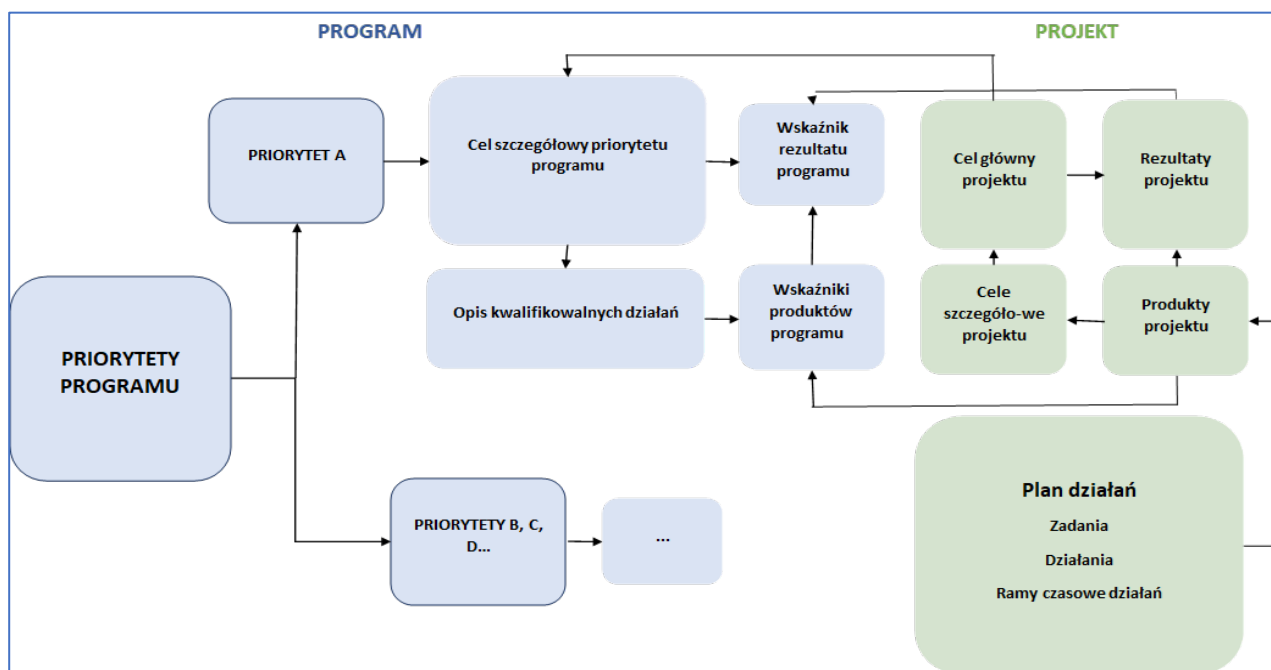 PROGRAM
PROJEKT
PRIORYTET A
Cel szczegółowy priorytetu
programu
Wskaźnik
rezultatu
programu
Cel główny
projektu
Rezultaty
projektu
PRIORYTETY
PROGRAMU
Opis kwalifikowalnych działań
Wskaźniki
produktów
programu
Cele
szczegóło-we
projektu
Produkty
projektu
PRIORYTETY B, C,
D...
...
Plan działań
Zadania
Działania
Ramy czasowe działań